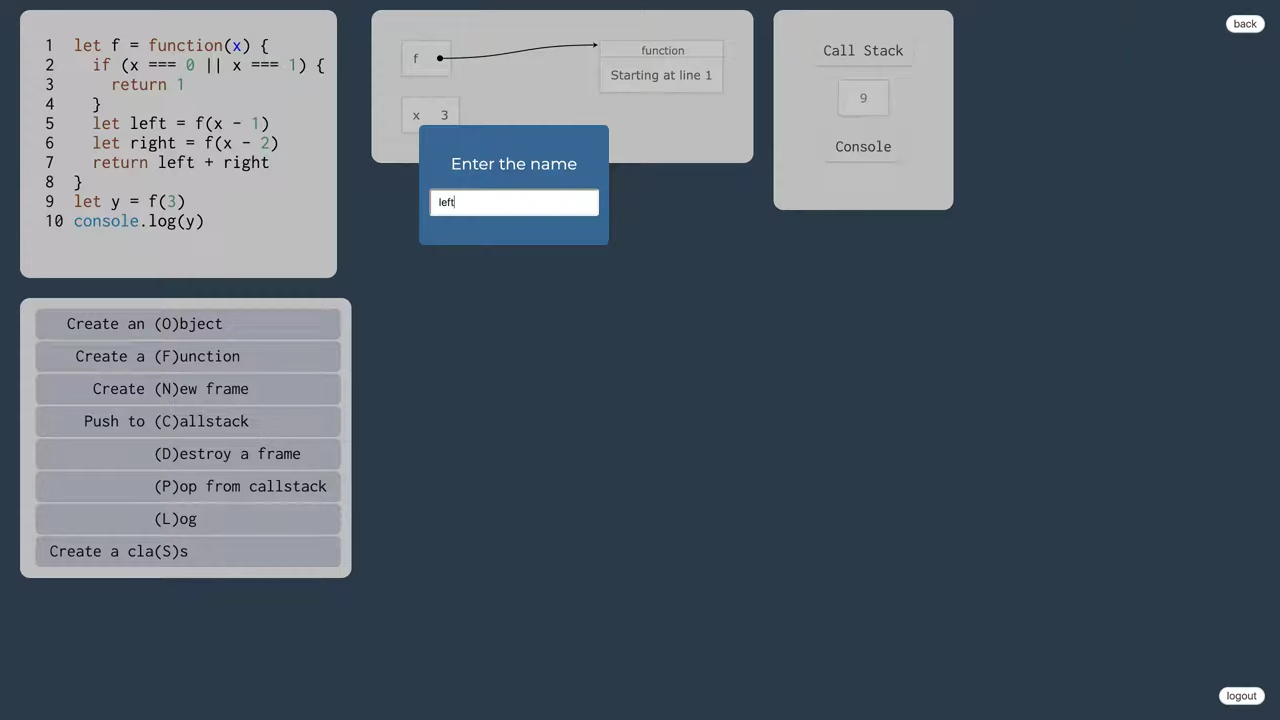 back
1 let f = function(x) {
2 if (x === 0 || x === 1) {
3 return 1
4 }
5 let left = f(x - 1)
6 let right = f(x - 2)
7 return left + right
8 }
9 let y = f(3)
10 console.log(y)
f
function
Starting at line 1
x 3
Enter the name
left
Call Stack
9
Console
Create an (O)bject
Create a (F)unction
Create (N)ew frame
Push to (C)allstack
(D)estroy a frame
(P)op from callstack
(L)og
Create a cla(S)s
logout